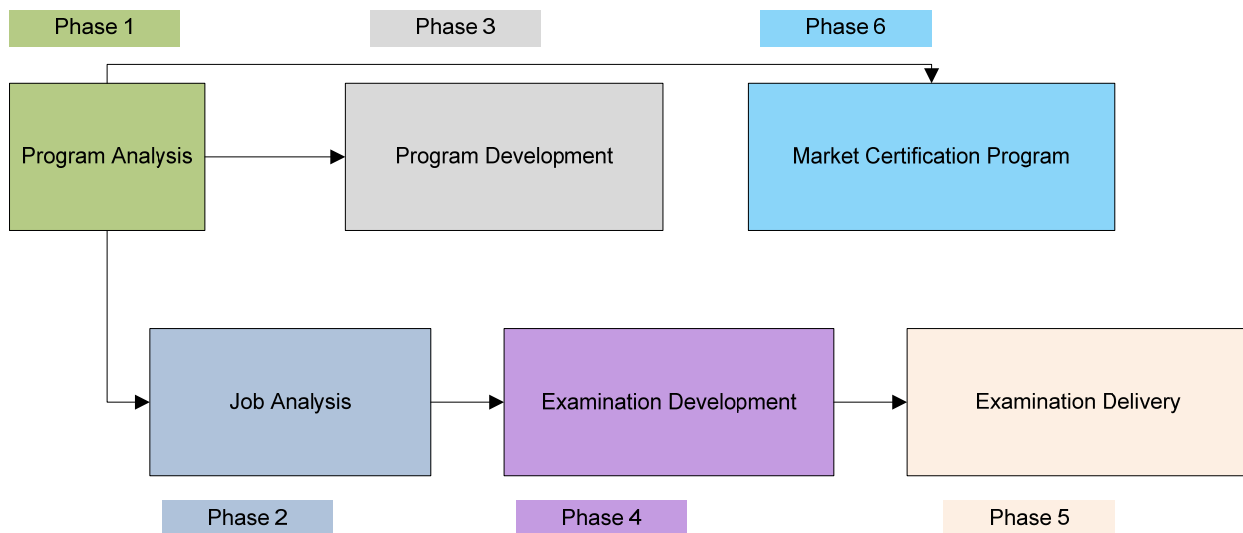 Phase 1
Phase 3
Phase 6
Program Analysis
Program Development
Market Certification Program
Job Analysis
Examination Development
Examination Delivery
Phase 2
Phase 4
Phase 5